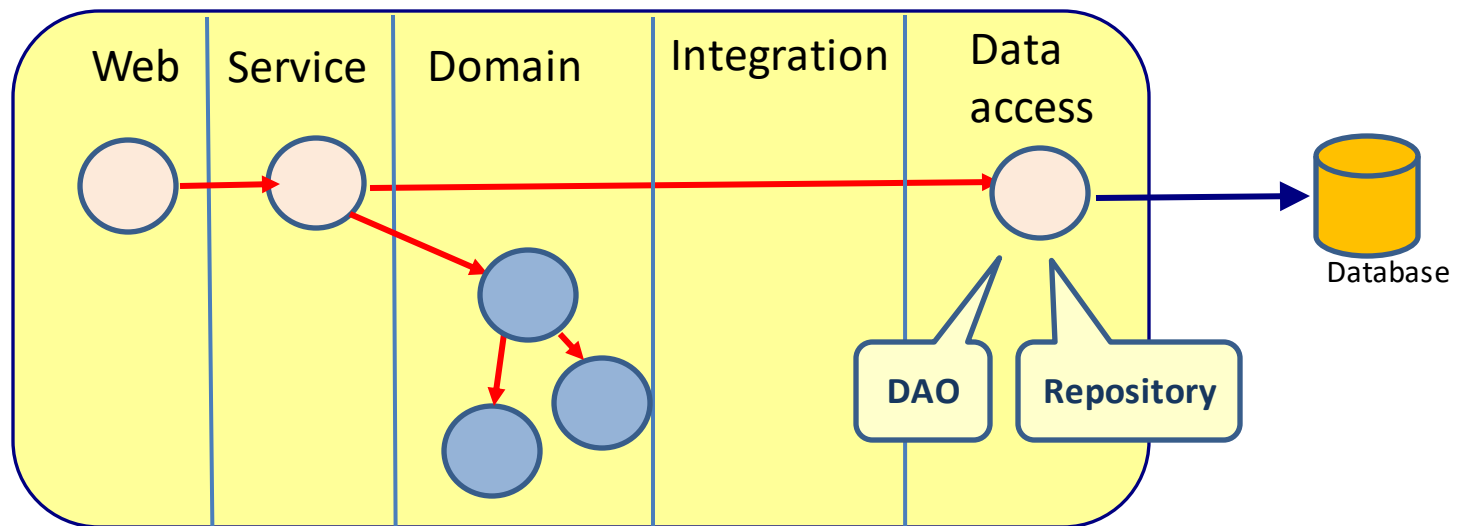 Web
Service
Domain
Integration
Data
access
Database
DAO
Repository